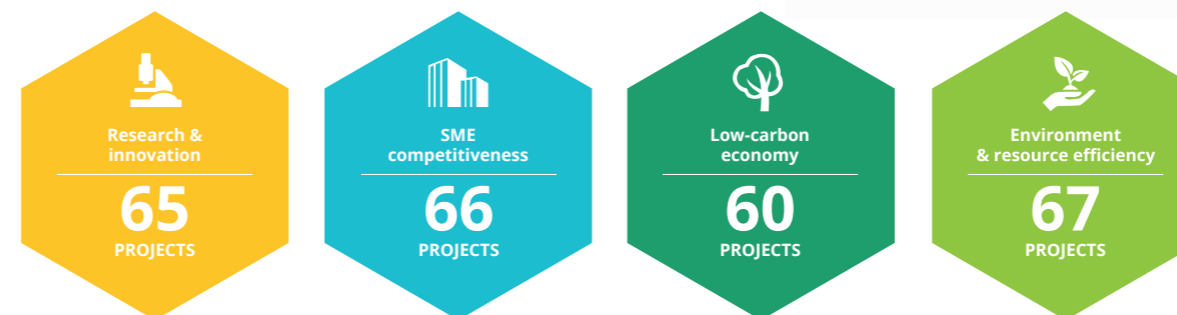 Research &
innovation
65
PROJECTS
SME
competitiveness
66
PROJECTS
Low-carbon
economy
60
PROJECTS
Environment
& resource efficiency
67
PROJECTS